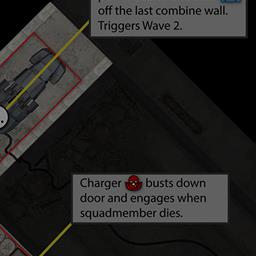 off the last combine wall.
Triggers Wave 2.
Charger busts down
door and engages when
squadmember dies.